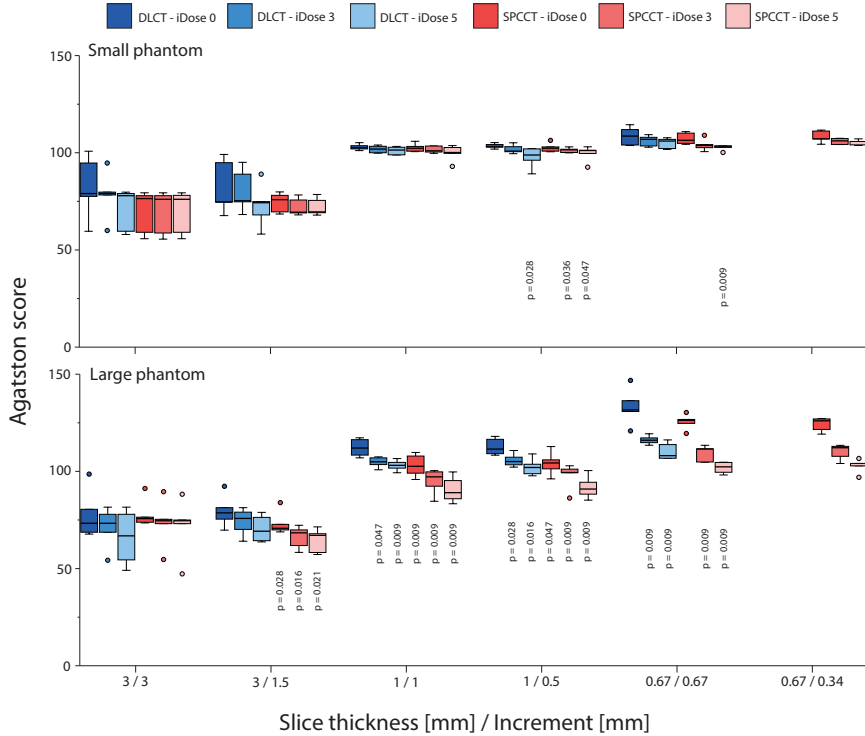 DLCT - iDose 0 DLCT - iDose 3 DLCT - iDose 5 SPCCT - iDose 0 SPCCT - iDose 3 SPCCT - iDose 5
Small phantom
150
100
50
0
p = 0.028 p = 0.036 p = 0.047 p = 0.009
Agatston score
Large phantom
150
100
50
0
p = 0.028 p = 0.016 p = 0.021 p = 0.047 p = 0.009 p = 0.009 p = 0.009 p = 0.009 p = 0.028 p = 0.016 p = 0.047 p = 0.009 p = 0.009 p = 0.009 p = 0.009 p = 0.009 p = 0.009
3 / 3 3 / 1.5 1 / 1 1 / 0.5 0.67 / 0.67 0.67 / 0.34
Slice thickness [mm] / Increment [mm]